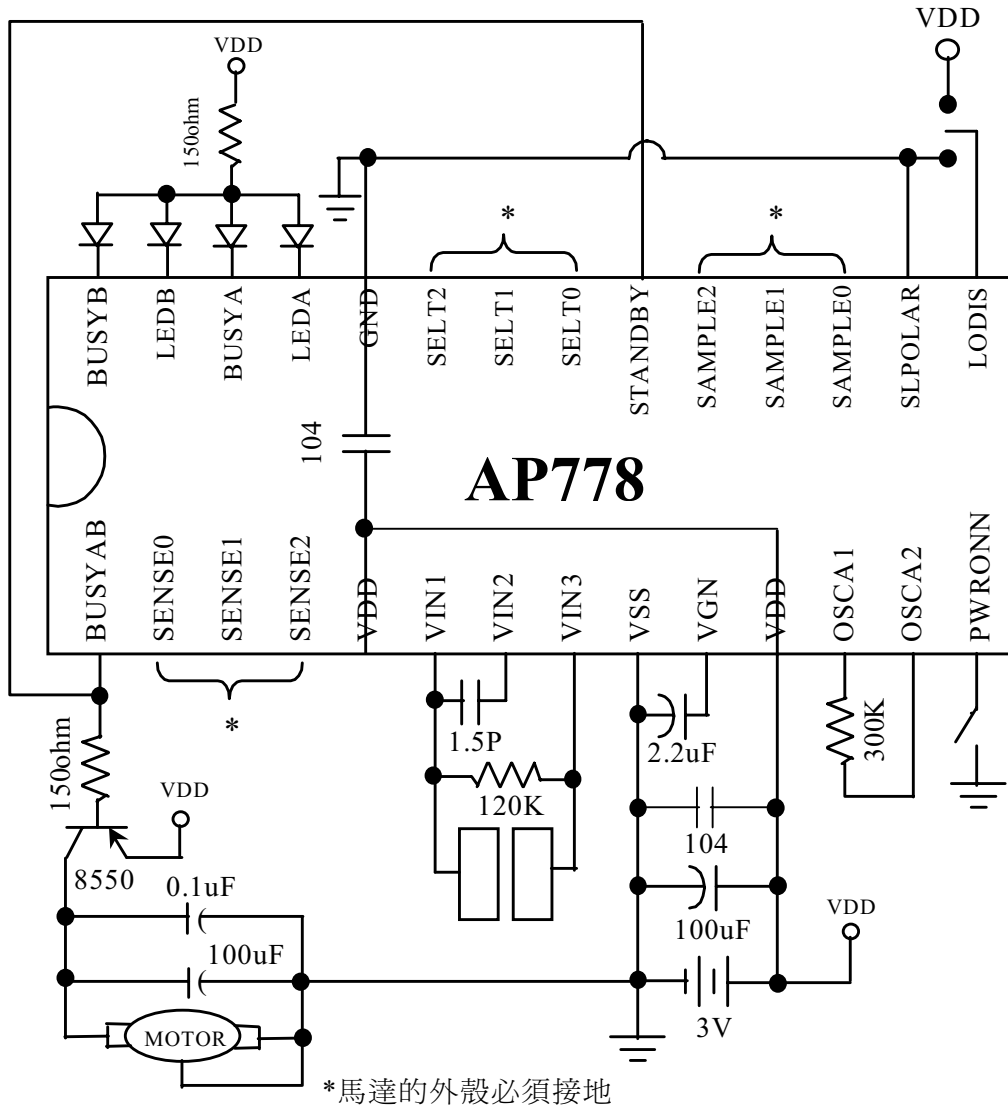 VDD
VDD
150ohm
*
*
BUSYB
LEDB
BUSYA
LEDA
GND
SELT2
SELT1
SELT0
STANDBY
SAMPLE2
SAMPLE1
SAMPLE0
SLPOLAR
LODIS
104
AP778
BUSYAB
SENSE0
SENSE1
SENSE2
VDD
VIN1
VIN2
VIN3
VSS
VGN
VDD
OSCA1
OSCA2
PWRONN
*
150ohm
1.5P
2.2uF
300K
VDD
120K
104
8550
0.1uF
100uF
VDD
100uF
3V
MOTOR
*馬達的外殼必須接地